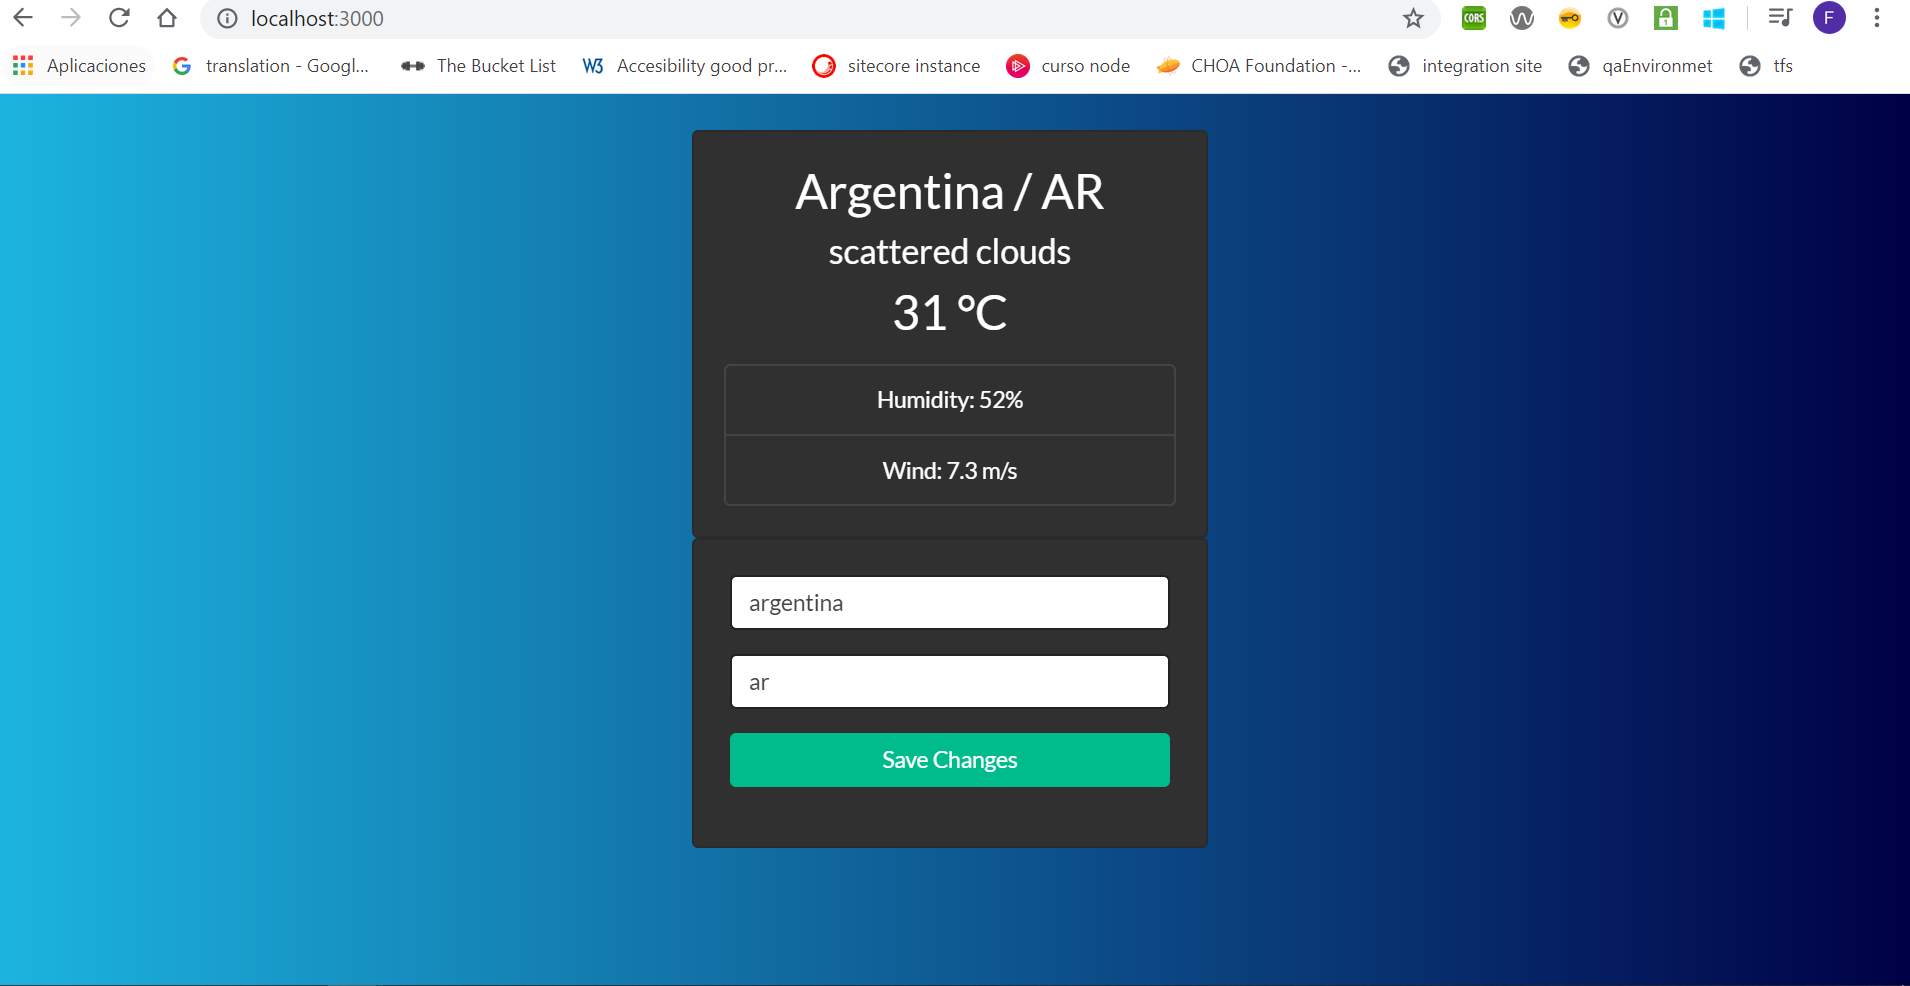 localhost:3000
CORS
V
1
F
Aplicaciones
translation - Googl...
The Bucket List
W3 Accesibility good pr...
sitecore instance
curso node
CHOA Foundation -...
integration site
qaEnvironmet
tfs
Argentina / AR
scattered clouds
31 °C
Humidity: 52%
Wind: 7.3 m/s
argentina
ar
Save Changes